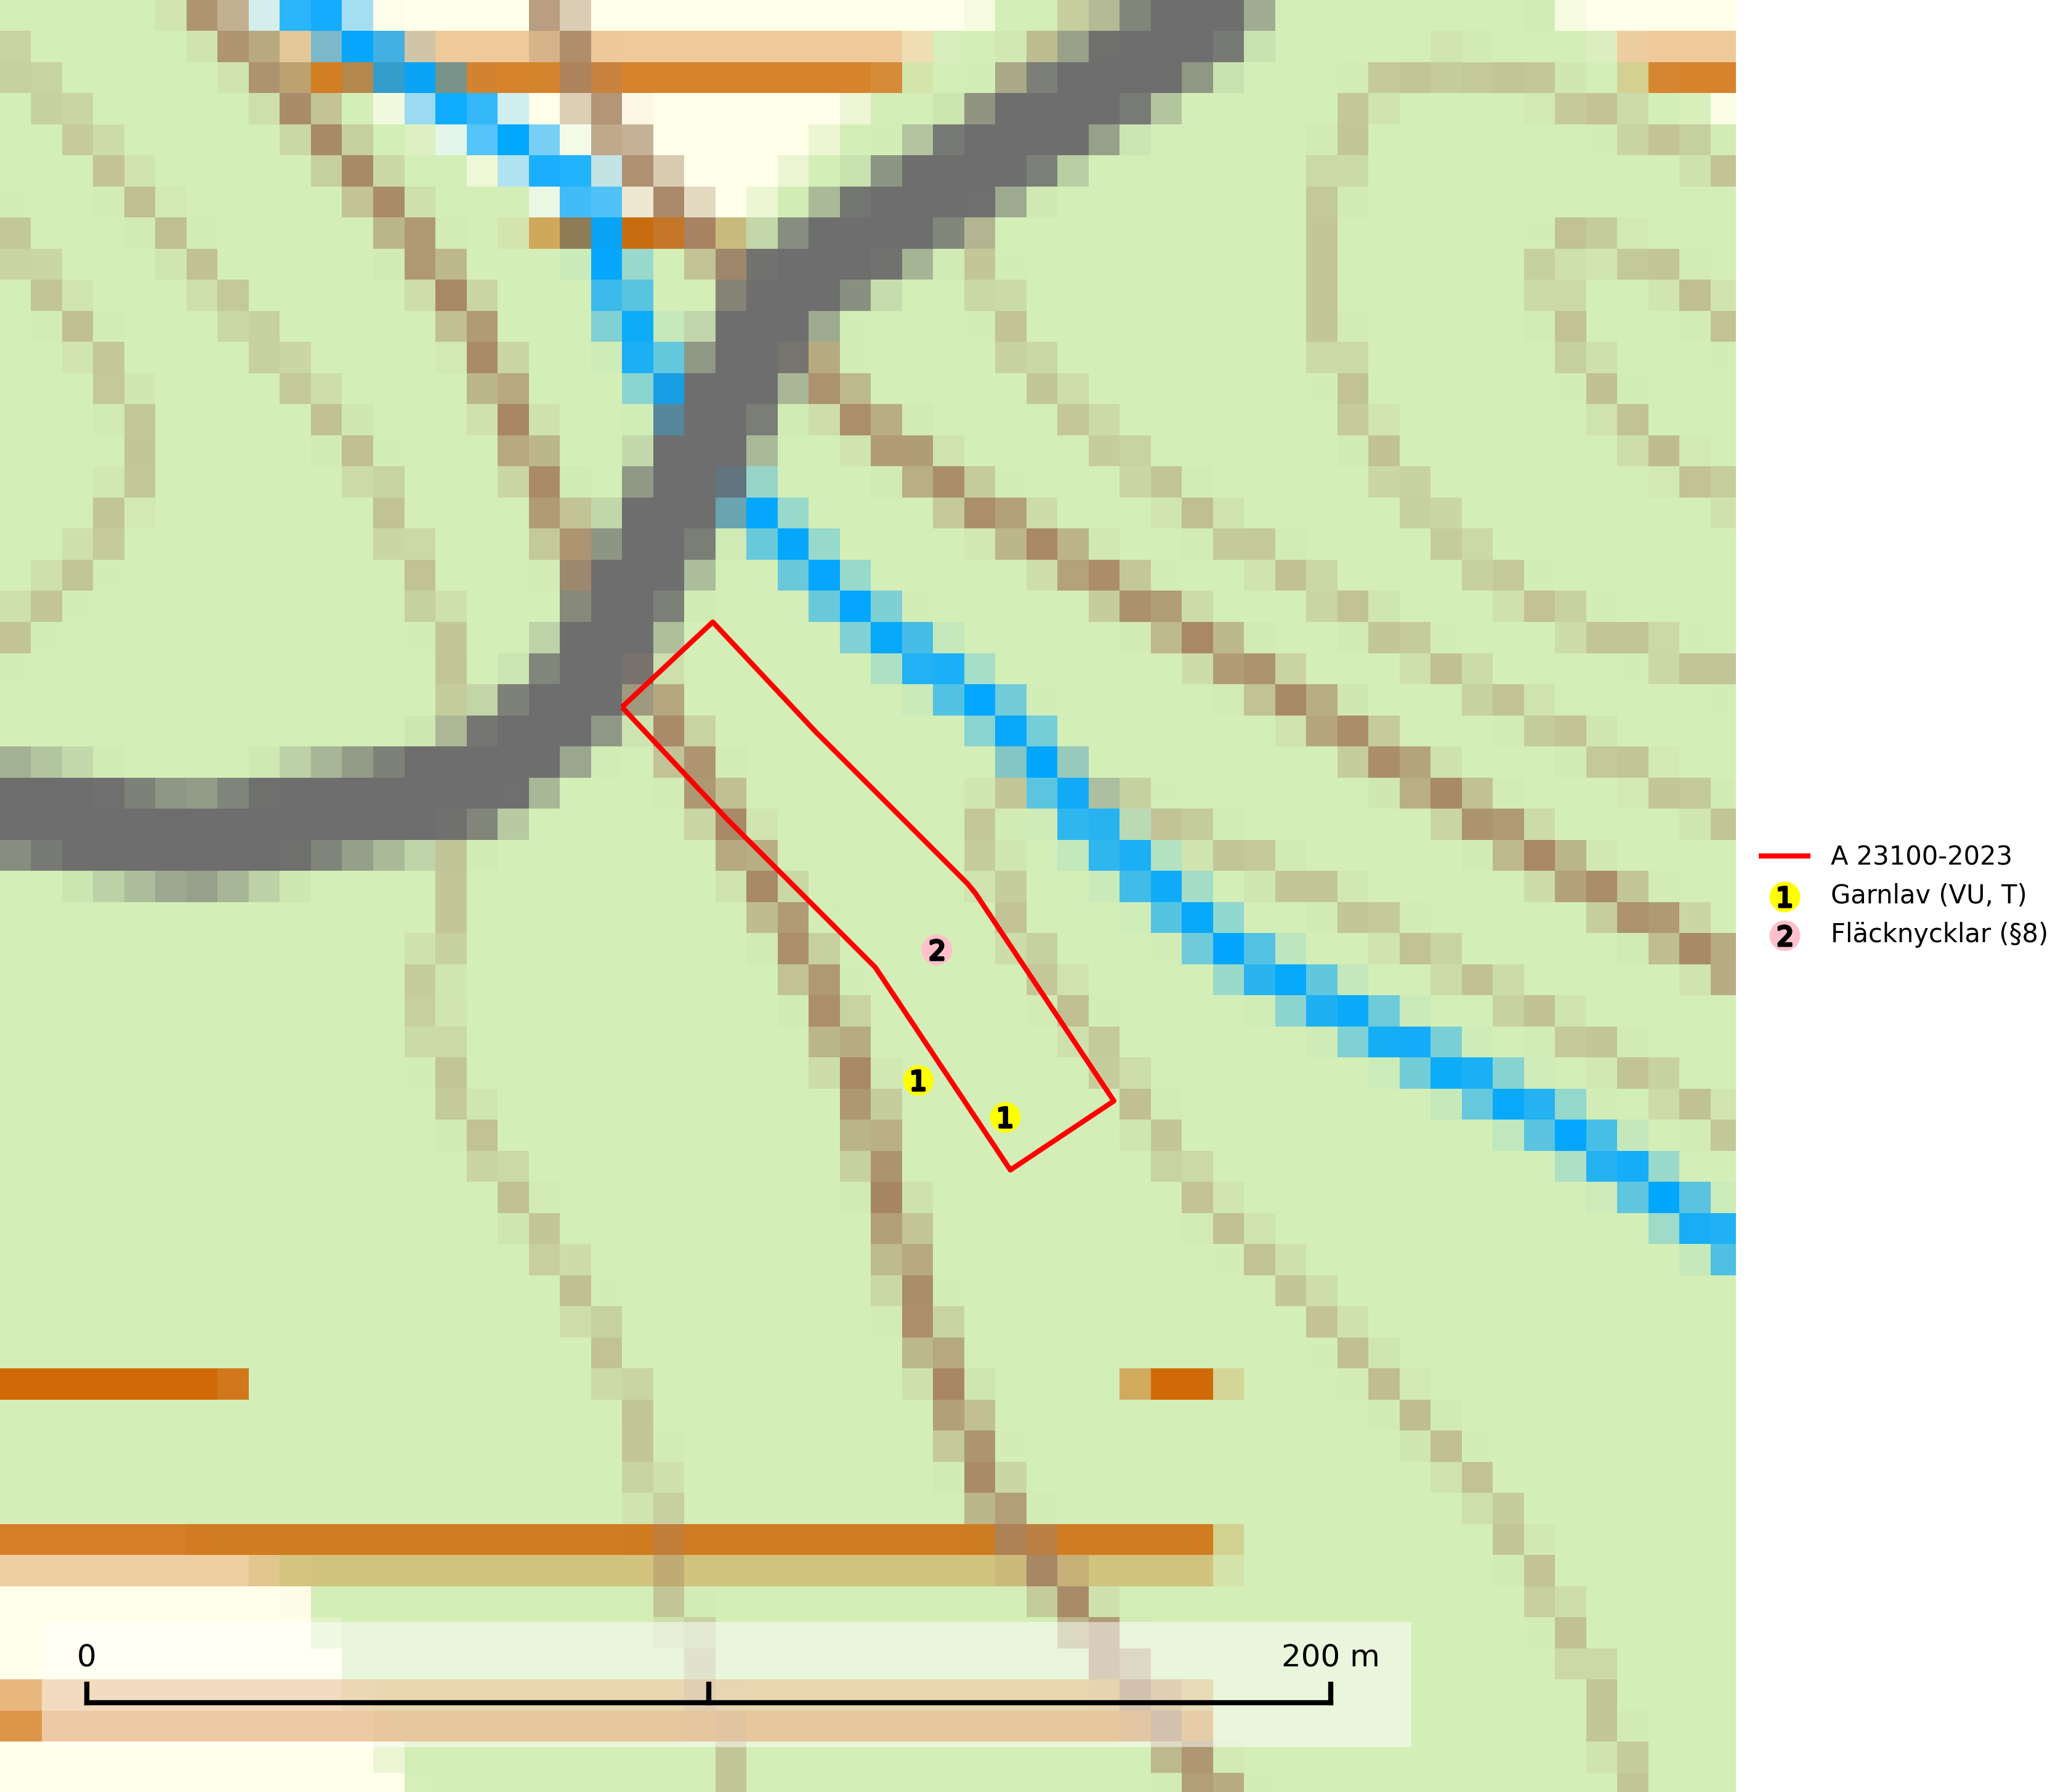 A 23100-2023
1 Garnlav (VU, T)
2 Fläcknycklar (§8)
2
1
1
0 200 m